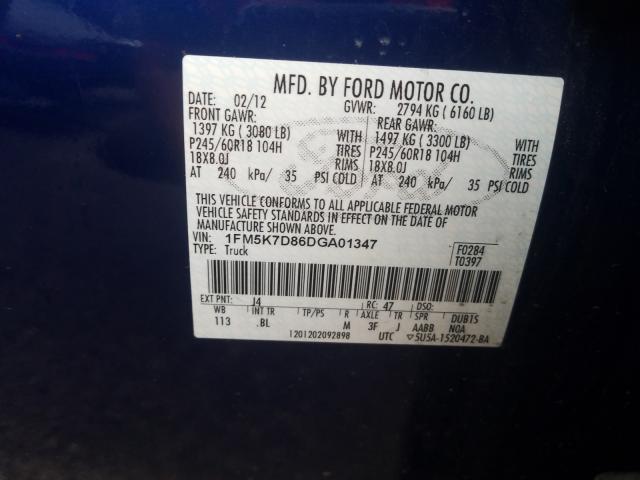 MFD. BY FORD MOTOR CO.
DATE: 02/12 GVWR: 2794 KG ( 6160 LB)
FRONT GAWR: REAR GAWR:
1397 KG ( 3080 LB) WITH 1497 KG ( 3300 LB) WITH
P245/60R18 104H TIRES P245/60R18 104H TIRES
18X8.0J RIMS 18X8.0J RIMS
AT 240 kPa/ 35 PSI COLD AT 240 kPa/ 35 PSI COLD
THIS VEHICLE CONFORMS TO ALL APPLICABLE FEDERAL MOTOR
VEHICLE SAFETY STANDARDS IN EFFECT ON THE DATE OF
MANUFACTURE SHOWN ABOVE.
VIN: 1FM5K7D86DGA01347 F0284
TYPE: Truck T0397
EXT PNT: J4 RC: 47 DSO:
WB INT TR TP/PS R AXLE TR SPR DUB15
113 .BL M 3F J AABB N0A
1201202092898 UTC ▽5U5A-1520472-BA
Ford